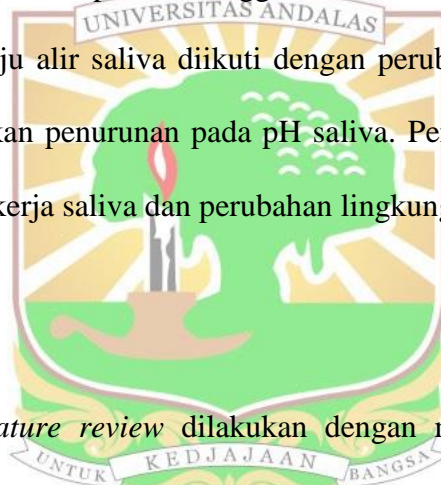 UNIVERSITAS ANDALAS
ju alir saliva diikuti dengan perub
kan penurunan pada pH saliva. Pe
kerja saliva dan perubahan lingkung
ature review dilakukan dengan m
UNTUK KEDJAJAAN BANGSA